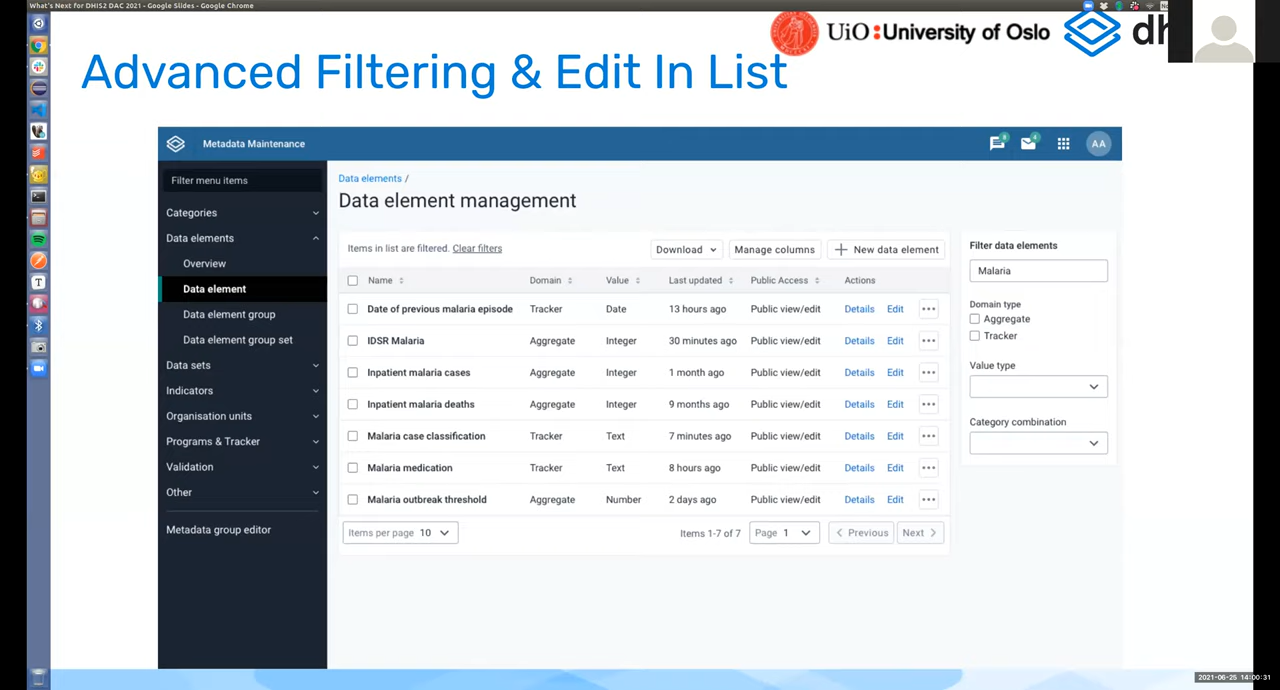 What's Next for DHIS2 DAC 2021 - Google Slides - Google Chrome
UiO : University of Oslo
Advanced Filtering & Edit In List
Metadata Maintenance
AA
Filter menu items
Categories
Data elements
Overview
Data element
Data element group
Data element group set
Data sets
Indicators
Organisation units
Programs & Tracker
Validation
Other
Metadata group editor
Data elements /
Data element management
Items in list are filtered. Clear filters
Download
Manage columns
New data element
Name Domain Value Last updated Public Access Actions
Date of previous malaria episode Tracker Date 13 hours ago Public view/edit Details Edit
IDSR Malaria Aggregate Integer 30 minutes ago Public view/edit Details Edit
Inpatient malaria cases Aggregate Integer 1 month ago Public view/edit Details Edit
Inpatient malaria deaths Aggregate Integer 9 months ago Public view/edit Details Edit
Malaria case classification Tracker Text 7 minutes ago Public view/edit Details Edit
Malaria medication Tracker Text 8 hours ago Public view/edit Details Edit
Malaria outbreak threshold Aggregate Number 2 days ago Public view/edit Details Edit
Items per page 10
Items 1-7 of 7
Page 1
Previous
Next
Filter data elements
Malaria
Domain type
Aggregate
Tracker
Value type
Category combination
2021-06-25 14:00:31